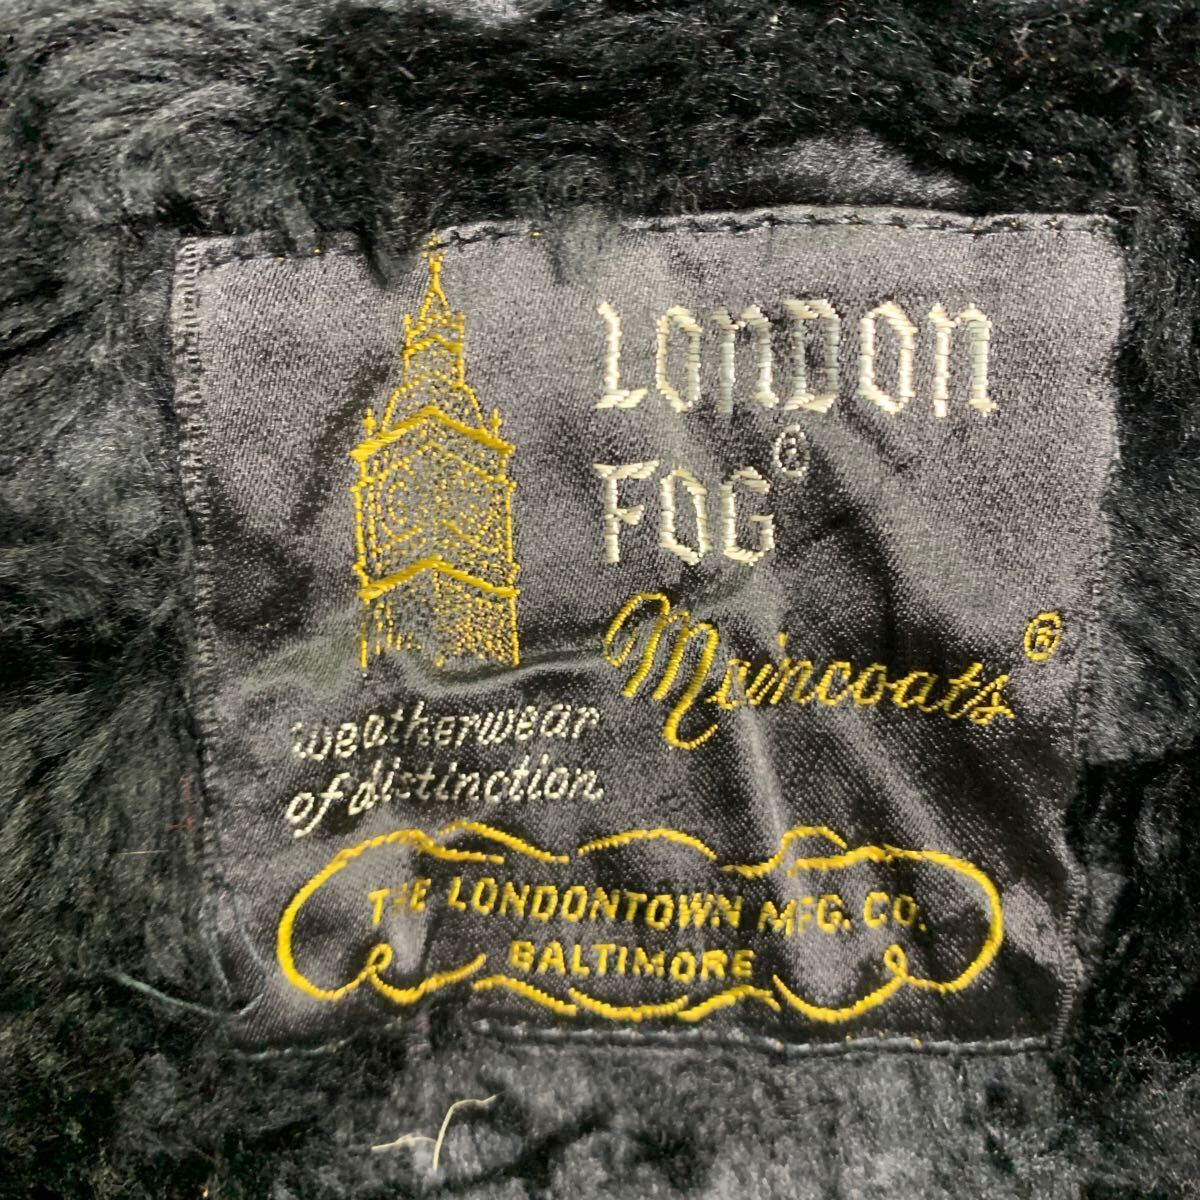 LONDON
FOG®
Maincoats®
weatherwear
of distinction
THE LONDONTOWN MFG. CO.
BALTIMORE